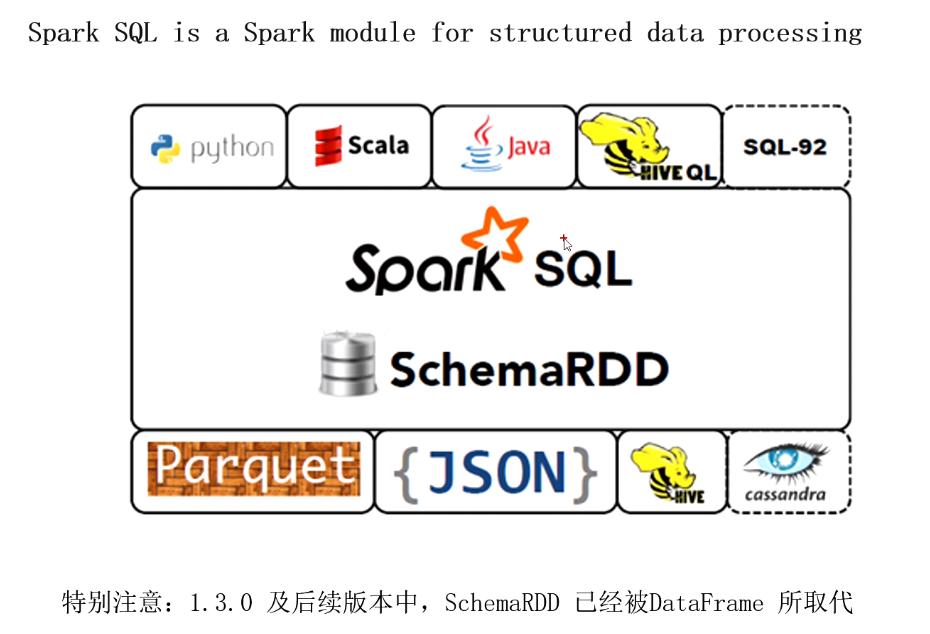 Spark SQL is a Spark module for structured data processing
python Scala Java HIVE QL SQL-92
Spark SQL
SchemaRDD
Parquet {JSON} HIVE cassandra
特别注意：1.3.0 及后续版本中，SchemaRDD 已经被DataFrame 所取代